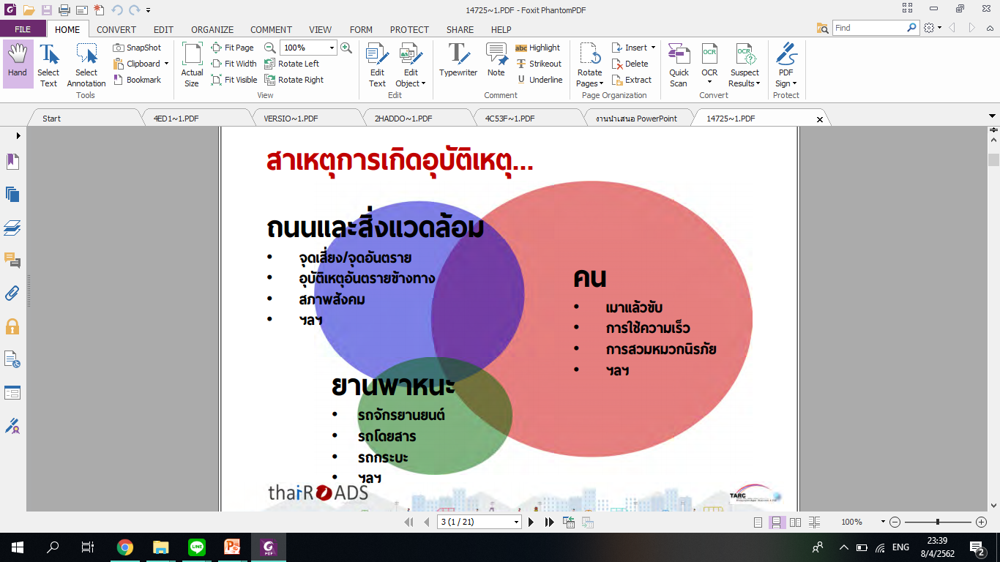 14725~1.PDF - Foxit PhantomPDF
FILE HOME CONVERT EDIT ORGANIZE COMMENT VIEW FORM PROTECT SHARE HELP Find
Hand
Select Text
Select Annotation
SnapShot
Clipboard
Bookmark
Tools
Actual Size
Fit Page
Fit Width
Fit Visible
100%
Rotate Left
Rotate Right
View
Edit Text
Edit Object
Edit
Typewriter
Note
abc Highlight
Strikeout
Underline
Comment
Rotate Pages
Insert
Delete
Extract
Page Organization
Quick Scan
OCR
OCR
OCR
Suspect Results
Convert
PDF Sign
Protect
Start 4ED1~1.PDF VERSIO~1.PDF 2HADDO~1.PDF 4C53F~1.PDF งานนำเสนอ PowerPoint 14725~1.PDF
สาเหตุการเกิดอุบัติเหตุ...
ถนนและสิ่งแวดล้อม
• จุดเสี่ยง/จุดอันตราย
• อุบัติเหตุอันตรายข้างทาง
• สภาพสังคม
• ฯลฯ
คน
• เมาแล้วขับ
• การใช้ความเร็ว
• การสวมหมวกนิรภัย
• ฯลฯ
ยานพาหนะ
• รถจักรยานยนต์
• รถโดยสาร
• รถกระบะ
• ฯลฯ
thaiROADS
TARC
3 (1 / 21)
100%
PDF
ENG
23:39
8/4/2562
2
LINE